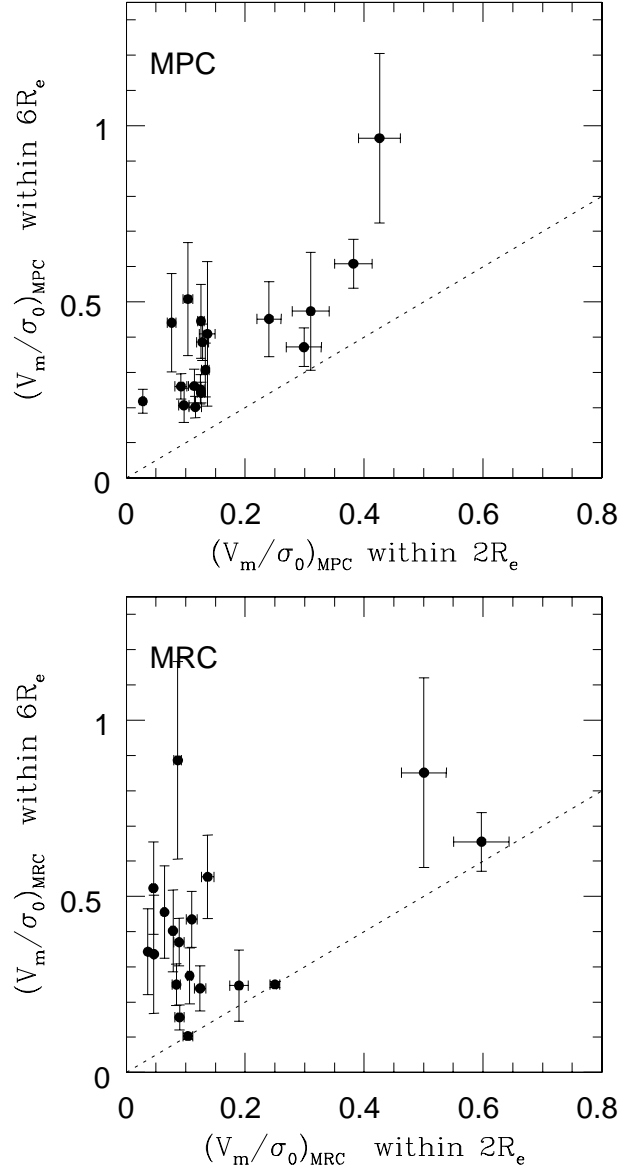 MPC
(V_m/σ_0)_MPC within 6R_e
1
0.5
0
0 0.2 0.4 0.6 0.8
(V_m/σ_0)_MPC within 2R_e
MRC
(V_m/σ_0)_MRC within 6R_e
1
0.5
0
0 0.2 0.4 0.6 0.8
(V_m/σ_0)_MRC within 2R_e